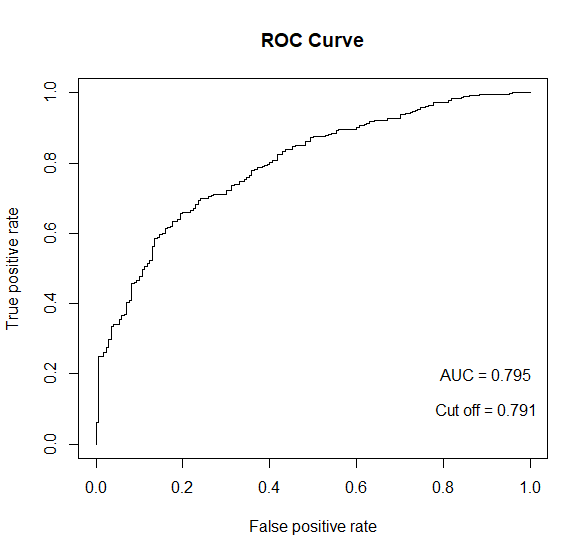 ROC Curve
True positive rate
1.0
0.8
0.6
0.4
0.2
0.0
AUC = 0.795
Cut off = 0.791
0.0 0.2 0.4 0.6 0.8 1.0
False positive rate